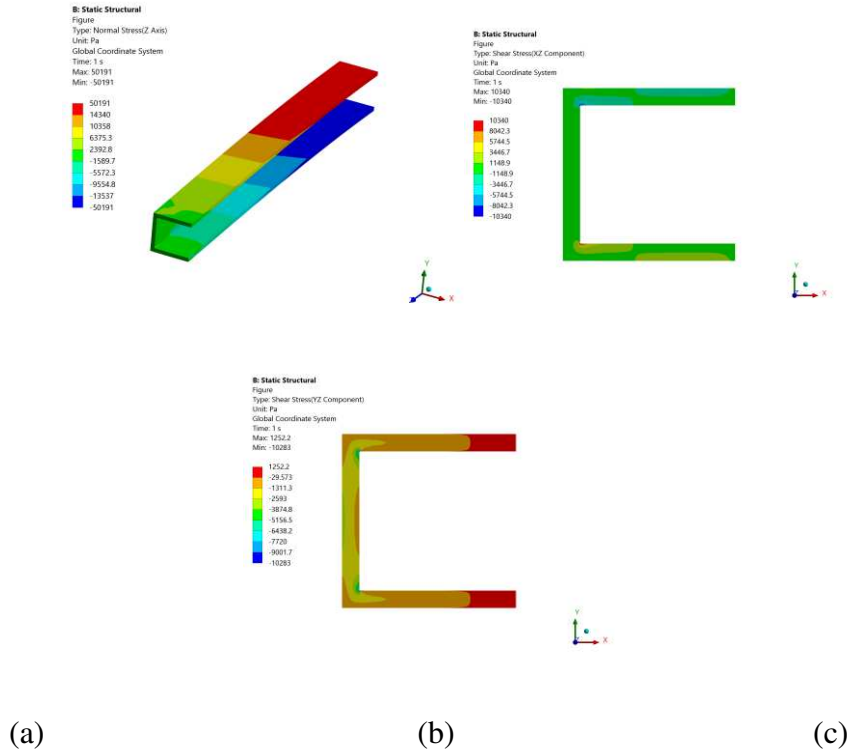 B: Static Structural
Figure
Type: Normal Stress(Z Axis)
Unit: Pa
Global Coordinate System
Time: 1 s
Max: 50191
Min: -50191
50191
14340
10358
6375.3
2392.8
-1589.7
-5572.3
-9554.8
-13537
-50191
Y
X
Z
B: Static Structural
Figure
Type: Shear Stress(XZ Component)
Unit: Pa
Global Coordinate System
Time: 1 s
Max: 10340
Min: -10340
10340
8042.3
5744.5
3446.7
1148.9
-1148.9
-3446.7
-5744.5
-8042.3
-10340
Y
X
B: Static Structural
Figure
Type: Shear Stress(YZ Component)
Unit: Pa
Global Coordinate System
Time: 1 s
Max: 1252.2
Min: -10283
1252.2
-29.573
-1311.3
-2593
-3874.8
-5156.5
-6438.2
-7720
-9001.7
-10283
Y
X
(a) (b) (c)